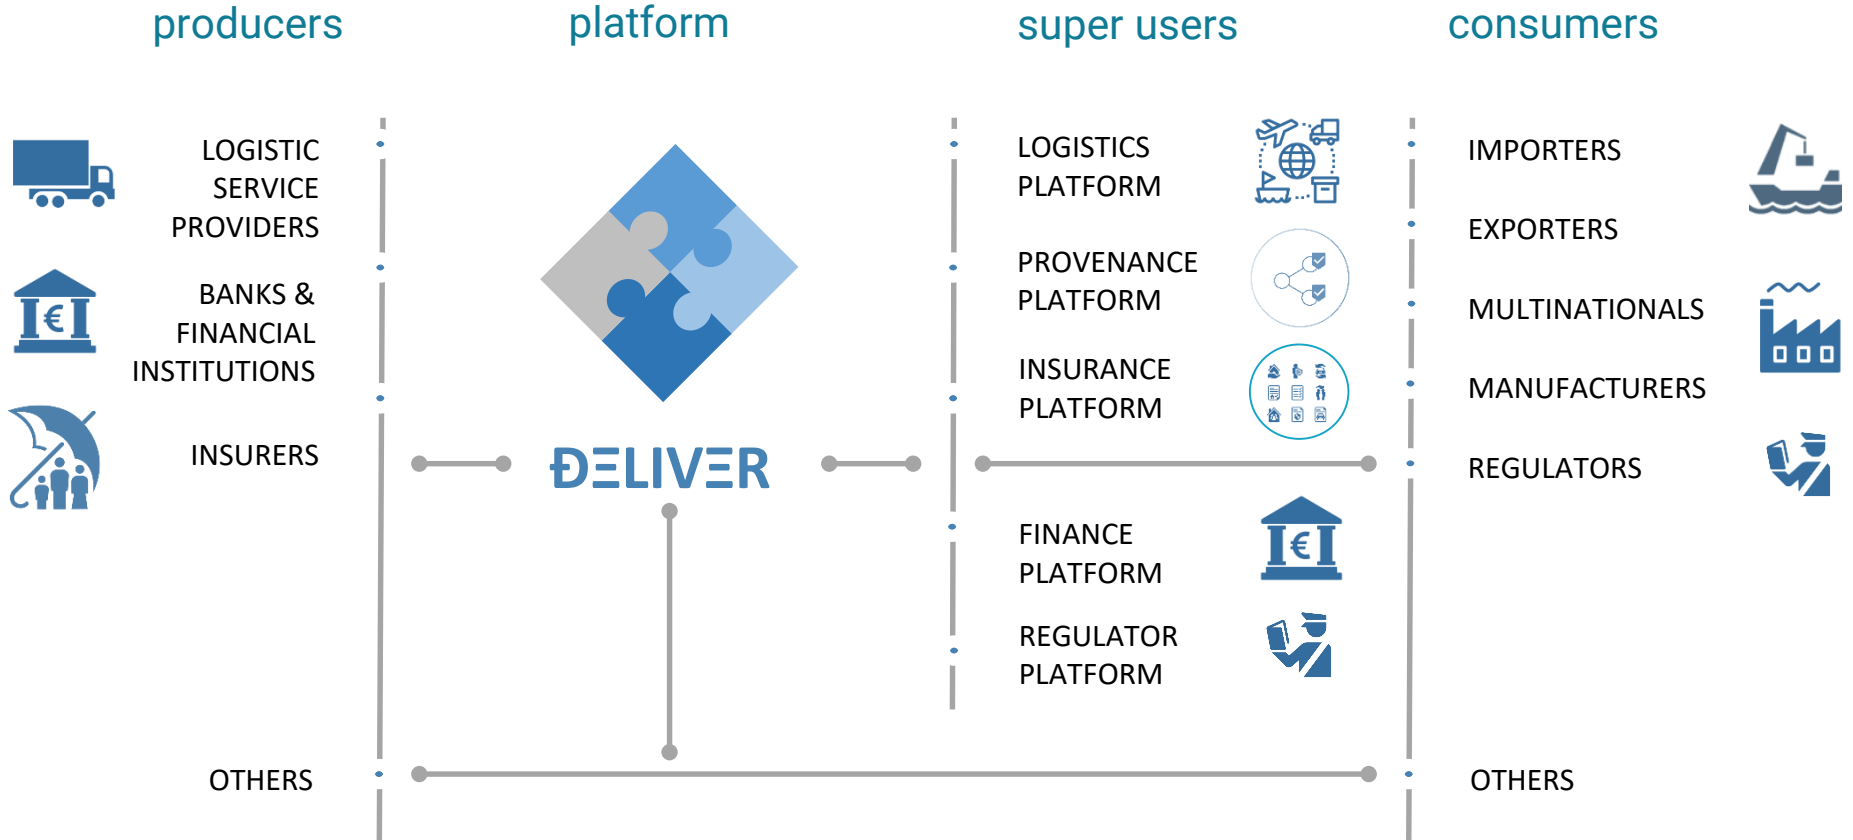 producers
platform
super users
consumers
LOGISTIC
SERVICE
PROVIDERS
BANKS &
FINANCIAL
INSTITUTIONS
INSURERS
OTHERS
ÐΞLIVΞR
LOGISTICS
PLATFORM
PROVENANCE
PLATFORM
INSURANCE
PLATFORM
FINANCE
PLATFORM
REGULATOR
PLATFORM
IMPORTERS
EXPORTERS
MULTINATIONALS
MANUFACTURERS
REGULATORS
OTHERS
€
€